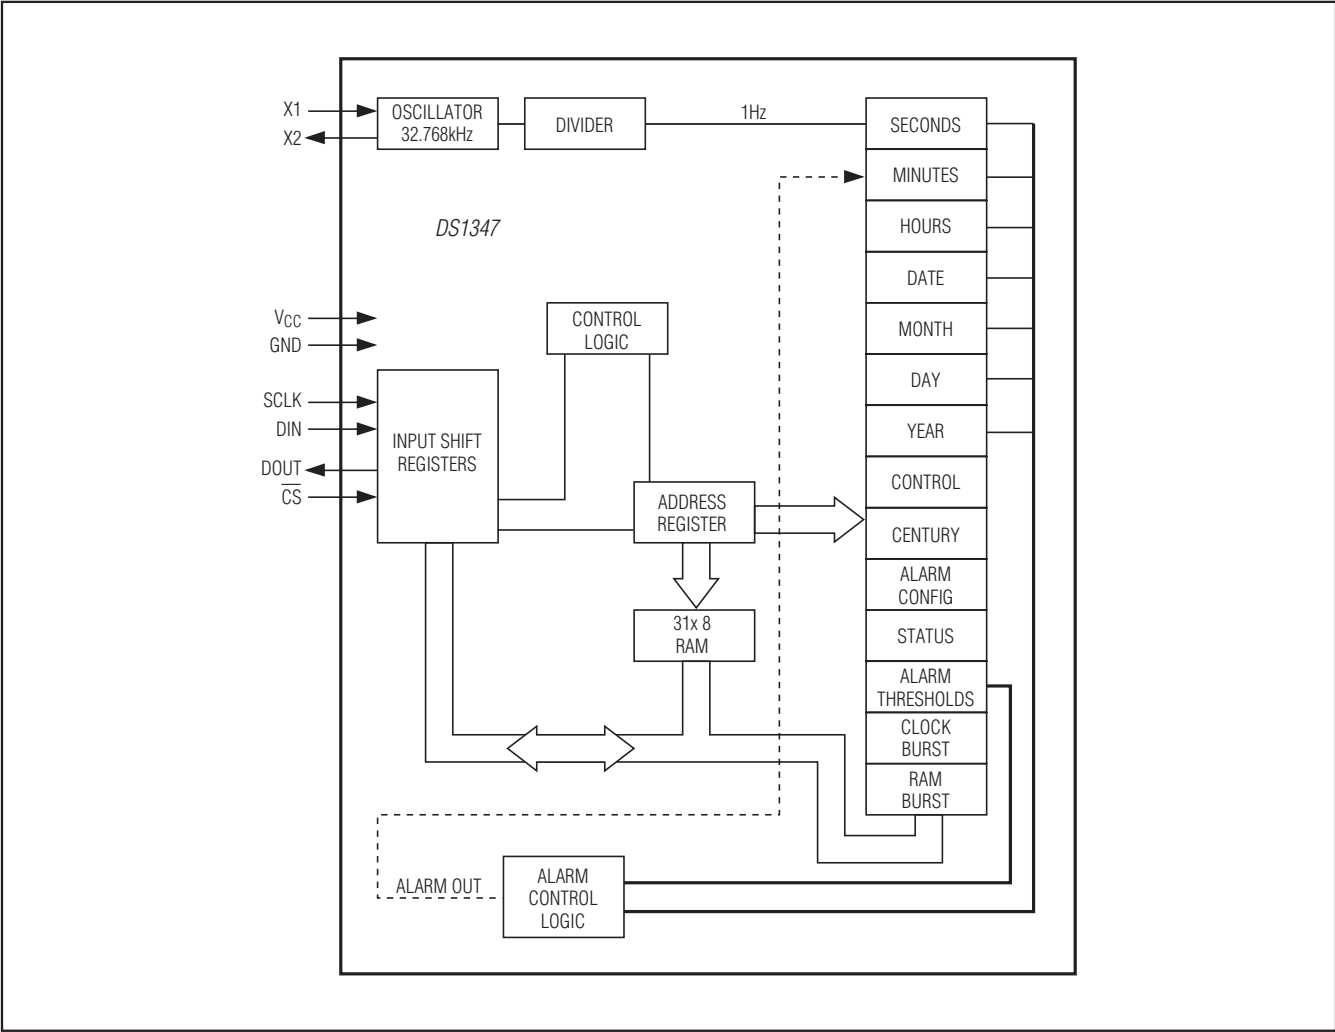 X1
X2
OSCILLATOR
32.768kHz
DIVIDER
1Hz
DS1347
VCC
GND
SCLK
DIN
DOUT
CS
INPUT SHIFT
REGISTERS
CONTROL
LOGIC
ADDRESS
REGISTER
31x 8
RAM
SECONDS
MINUTES
HOURS
DATE
MONTH
DAY
YEAR
CONTROL
CENTURY
ALARM
CONFIG
STATUS
ALARM
THRESHOLDS
CLOCK
BURST
RAM
BURST
ALARM OUT
ALARM
CONTROL
LOGIC